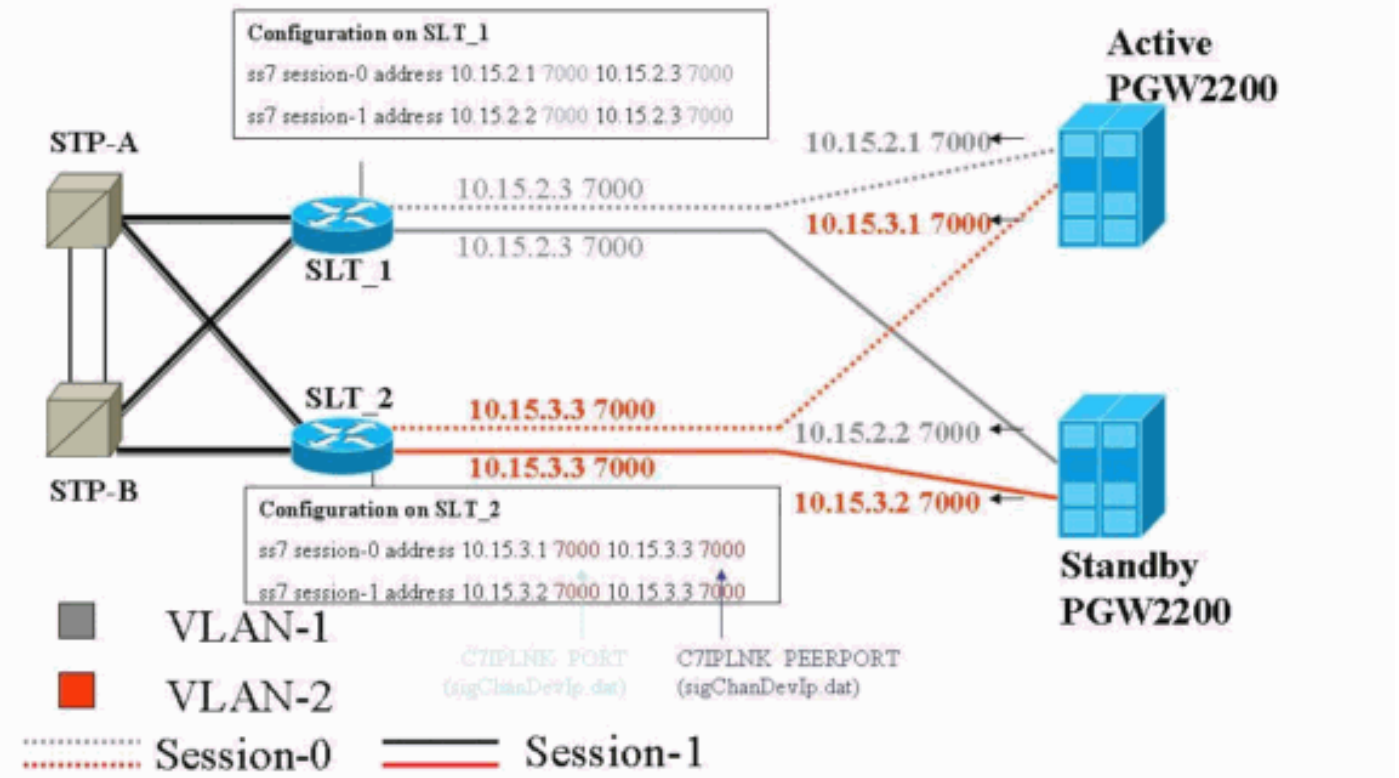 Configuration on SLT_1
ss7 session-0 address 10.15.2.1 7000 10.15.2.3 7000
ss7 session-1 address 10.15.2.2 7000 10.15.2.3 7000
Active
PGW2200
STP-A
10.15.2.1 7000
10.15.2.3 7000
10.15.3.1 7000
10.15.2.3 7000
SLT_1
SLT_2
10.15.3.3 7000
10.15.2.2 7000
10.15.3.3 7000
STP-B
10.15.3.2 7000
Configuration on SLT_2
ss7 session-0 address 10.15.3.1 7000 10.15.3.3 7000
ss7 session-1 address 10.15.3.2 7000 10.15.3.3 7000
Standby
PGW2200
VLAN-1
C7IPLNK PORT
(sigChanDevIp.dat)
C7IPLNK PEERPORT
(sigChanDevIp.dat)
VLAN-2
Session-0
Session-1